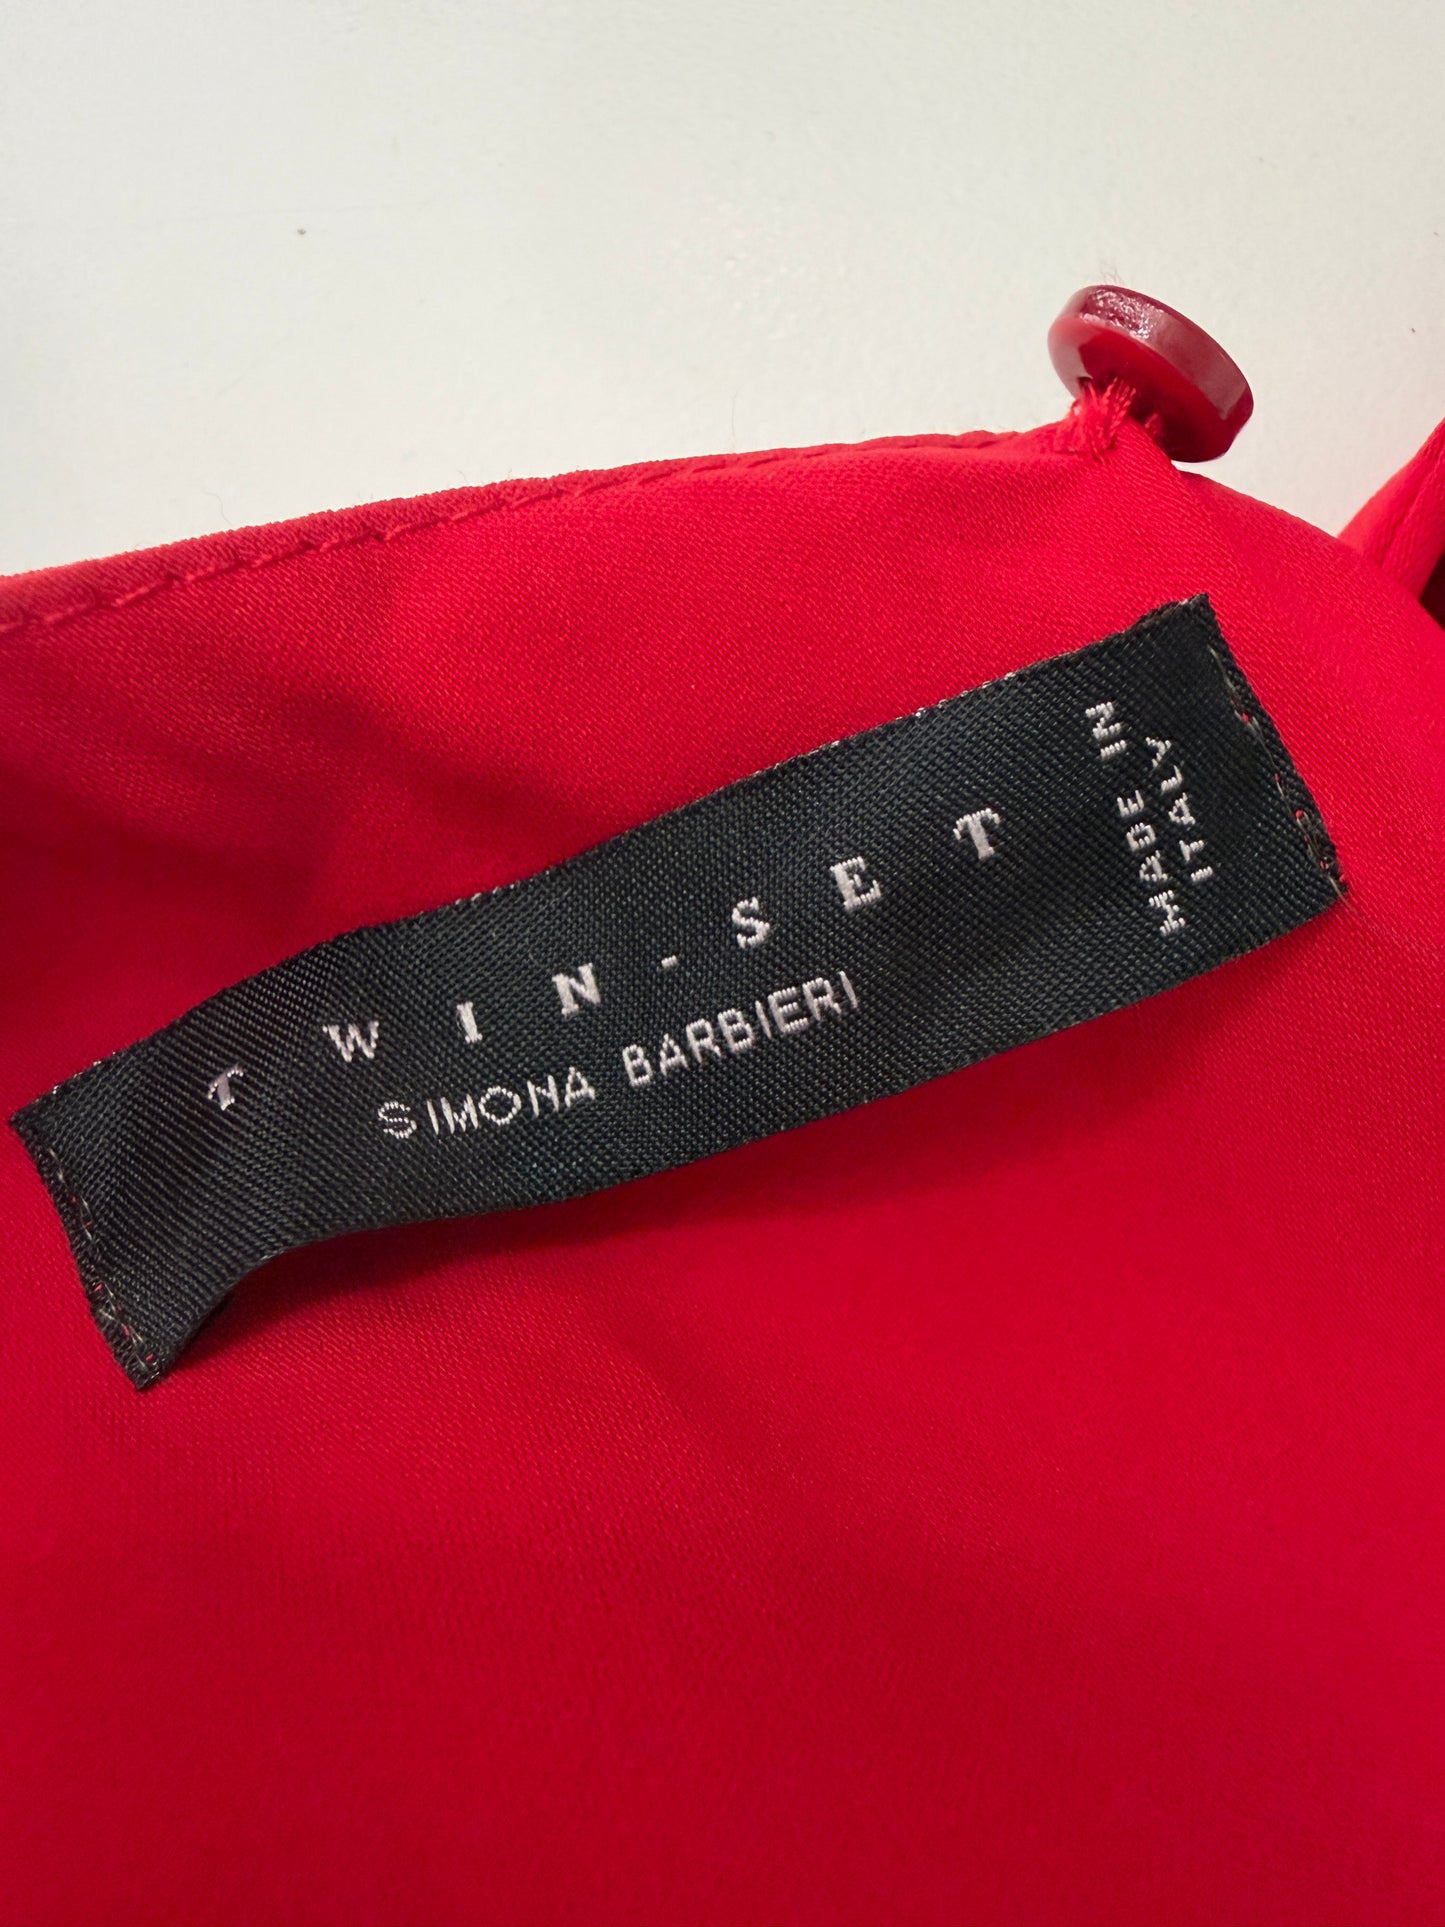 TWIN-SET
SIMONA BARBIERI
MADE IN
ITALY